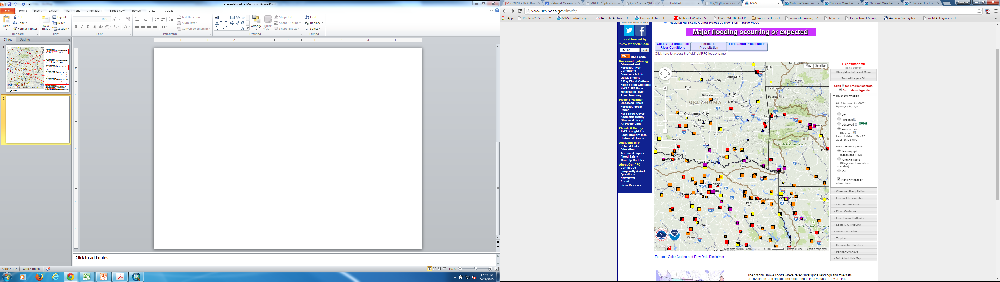 Presentation1 - Microsoft PowerPoint
File Home Insert Design Transitions Animations Slide Show Review View Acrobat
Paste
Cut
Copy
Format Painter
Clipboard
New
Slide
Layout
Reset
Section
Slides
10.5
Font
Text Direction
Align Text
Convert to SmartArt
Paragraph
Arrange
Quick
Styles
Shape Fill
Shape Outline
Shape Effects
Drawing
Find
Replace
Select
Editing
Slides Outline
1
2
Click to add notes
Slide 2 of 2 "Office Theme" 107%
12:29 PM
5/29/2015
GOHSEP UCG Brie
National Oceanic a
MRMS Application
QVS Gauge QPE C
Untitled
ftp://tgftp.nws.noa
NWS
National Weather
National Weather
National Weather
Advanced Hydrolo
Suzanne
www.srh.noaa.gov/lmrfc/
Apps Photos & Pictures Y... NWS Central Region... IA State Archived D... Historical Data - Offi... National Weather S... NWS- WDTB Dual P... Imported From IE www.wfm.noaa.gov/... New Tab Gelco Travel Manag... Are You Saving Too ... webTA: Login: com.t...
Social Media Dashboard
Local forecast by
"City, St" or Zip Code
City, St Go
XML RSS Feeds
Rivers and Hydrology
Observed and
Forecast River
Conditions
Forecasts & Info
Quick Briefing
5-Day Flood Outlook
Flash Flood Guidance
Nat'l AHPS Page
Mississippi River
River Summary
Precip & Weather
Observed Precip
Forecast Precip
Radar
Nat'l Snow Cover
Zoomable Hourly
Observed Precip
All Precip Data
Climate & History
Nat'l Drought Info
Local Drought Info
Historical Floods
Additional Info
Related Links
Education
Technical Papers
Flood Safety
Monthly Modules
About Our RFC
Contact Us
Frequently Asked
Questions
Newsletter
About
Press Releases
National Hurricane Center Releases New Storm Surge Video
Major flooding occurring or expected
Observed/Forecasted
River Conditions
Estimated
Precipitation
Forecasted Precipitation
Click here to access the "old" LMRFC legacy page
Map Satellite
Springfield
Joplin
Bartlesville
Ponca City
Branson
Enid
Bentonville
Stillwater
Tulsa
Fayetteville
Broken Arrow
OKLAHOMA
Muskogee
Oklahoma City
Moore
Norman
Fort Smith
Ada
Lawton
ARKANSA
Ouachita National Forest
Wichita Falls
Dura
Paris
Texarkana
Plano
Dallas
Fort Worth
Tyler
Longview
Shreveport
Waco
Killeen
Kisatchie National Fores
Alexandria
Google
Map data ©2015 Google, INEGI 50 km Terms of Use Report a map error
Forecast Color Coding and Flow Data Disclaimer
Experimental
(Take Survey)
Show/Hide Left Hand Menu
Turn All Layers Off
Click for product legends.
Auto-show legends
River Information
Click location for AHPS
hydrograph page
Off
Forecast
Observed USGS
Forecast and
Observed
Last Updated: May 29
2015 16:21 UTC
Mouse Hover Options:
Hydrograph
(Stage and Flow)
Criteria Table
(Stage and Flow where
available)
Off
Plot only near or
above flood
Observed Precipitation
Forecast Precipitation
Current Conditions
Flood Guidance
Long-Range Outlooks
Local RFC Products
Severe Weather
Tropical
Geographic Overlays
Partner Overlays
Info About this Map
The graphic above shows where recent river gage readings and forecasts
are available, and are colored according to their values. They are the